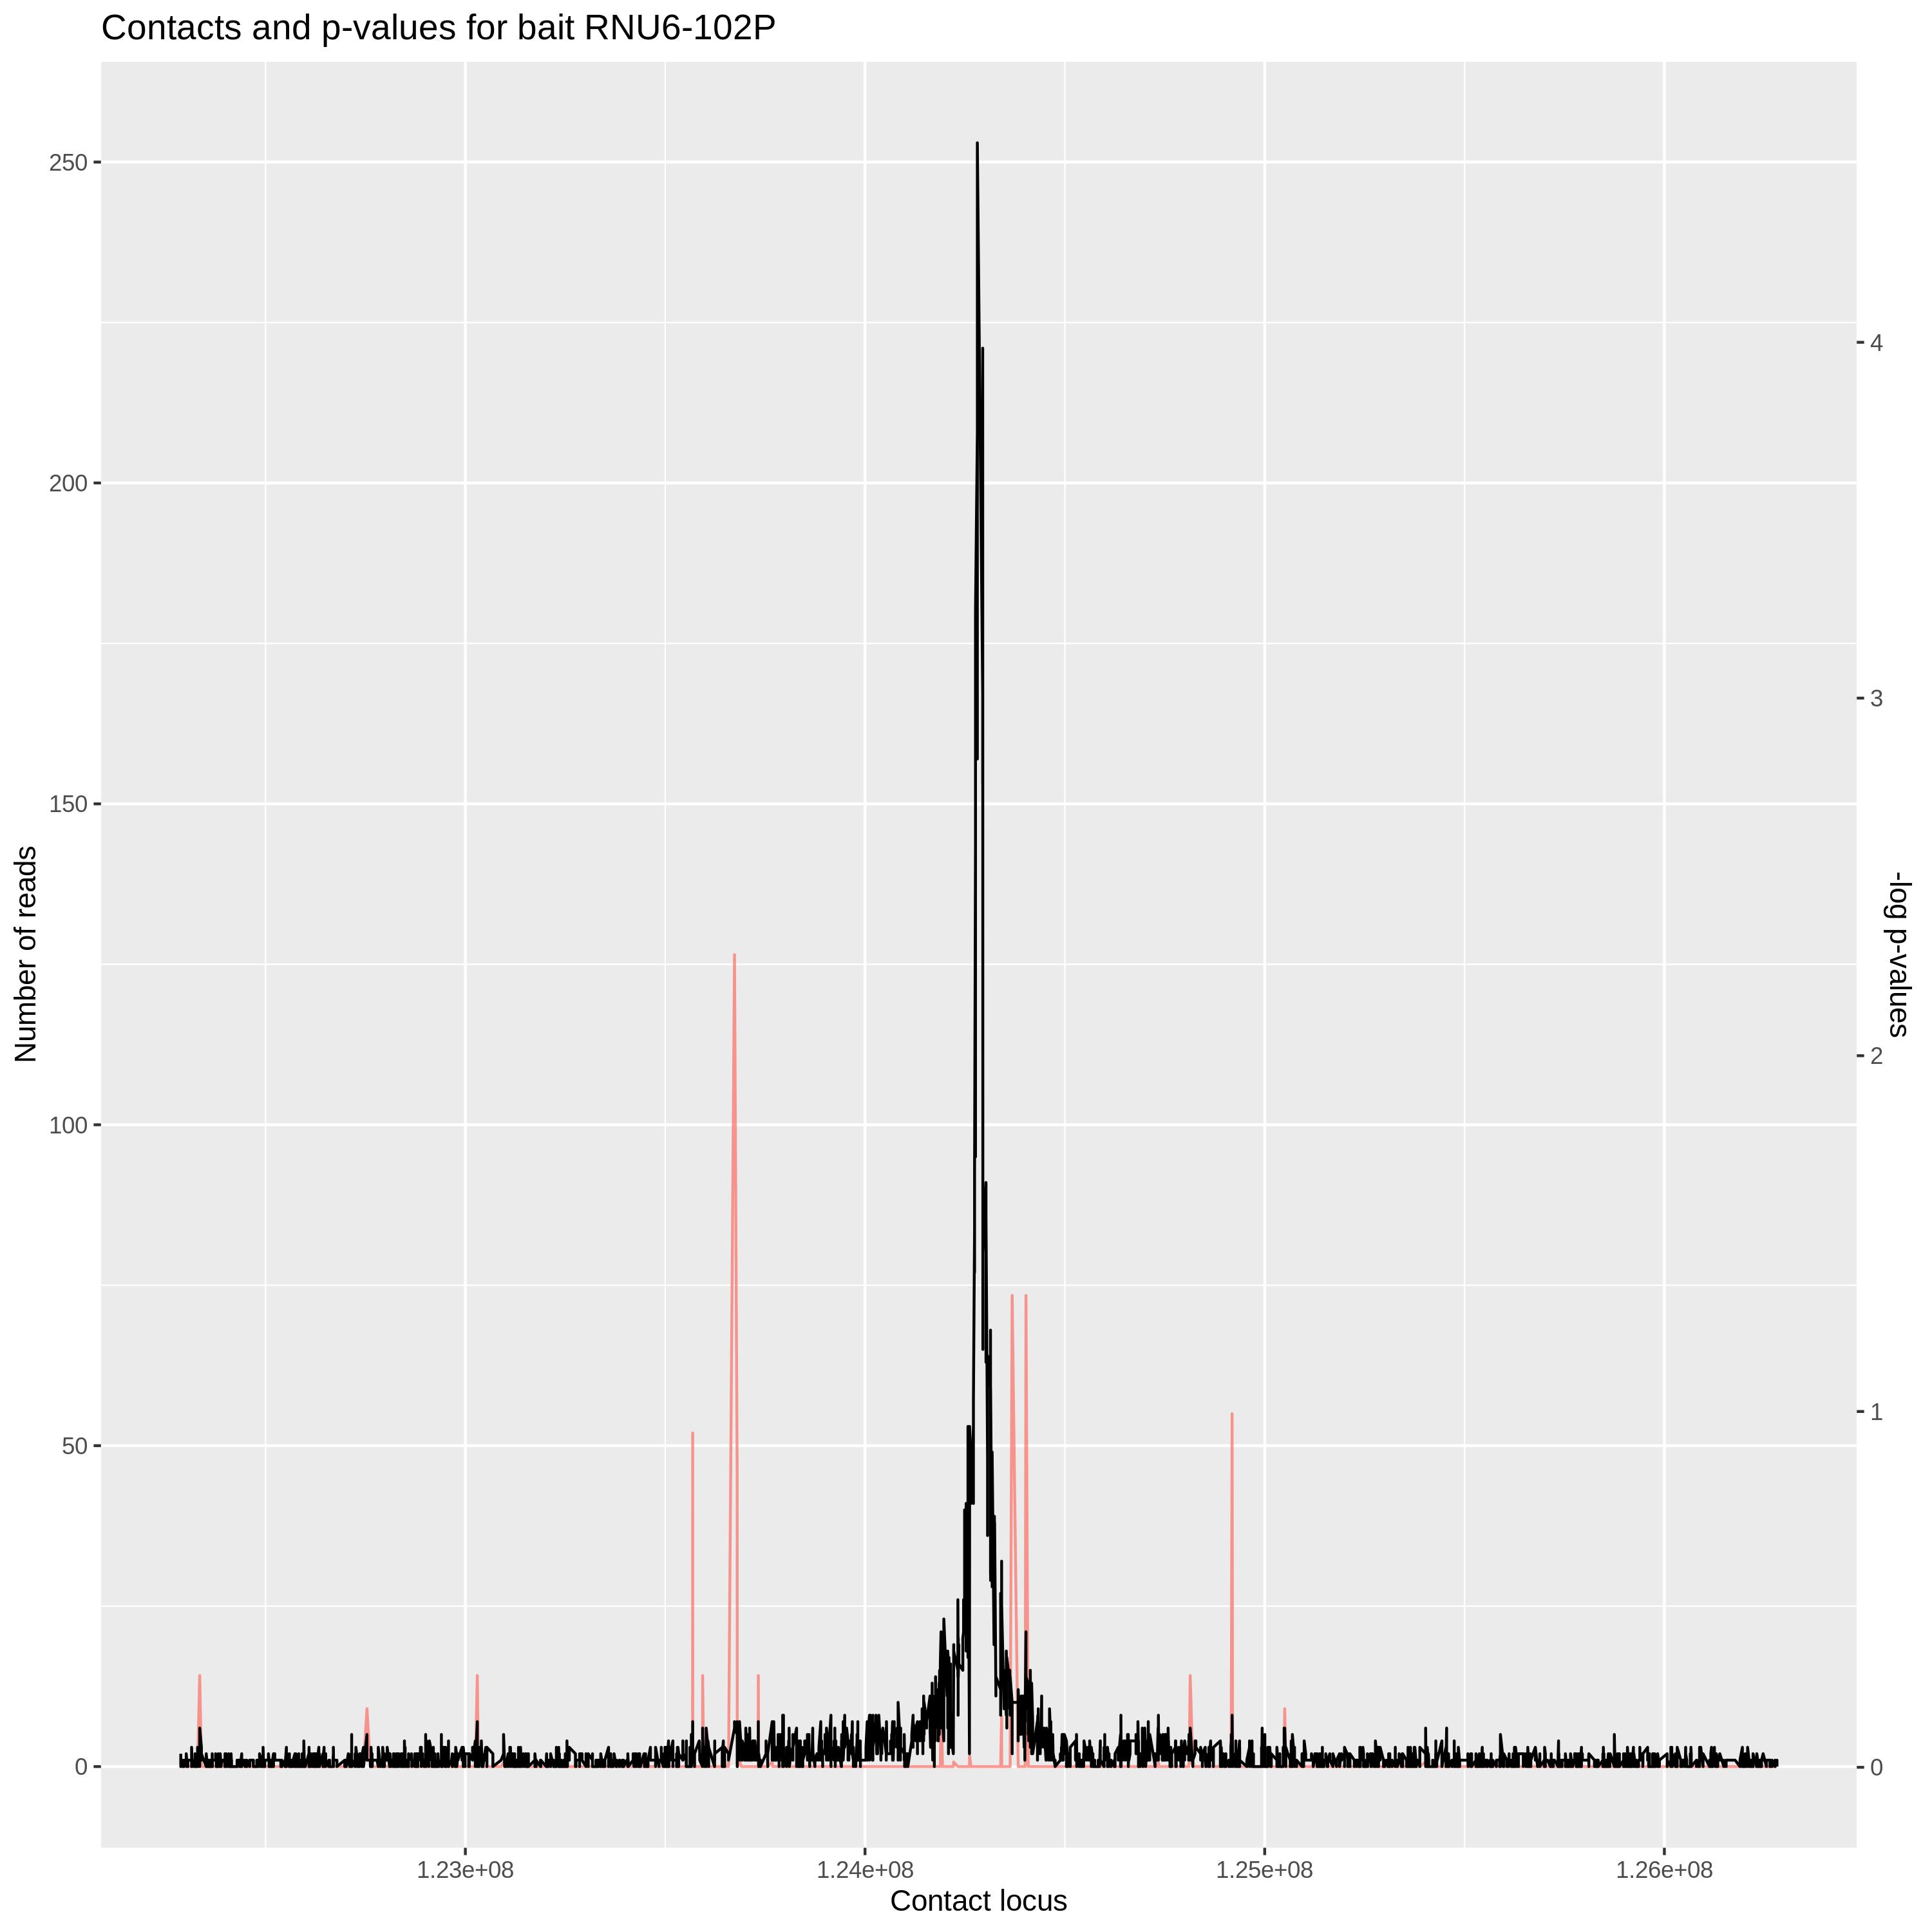 Contacts and p-values for bait RNU6-102P
250
200
150
100
50
0
Number of reads
4
3
2
1
0
-log p-values
1.23e+08 1.24e+08 1.25e+08 1.26e+08
Contact locus